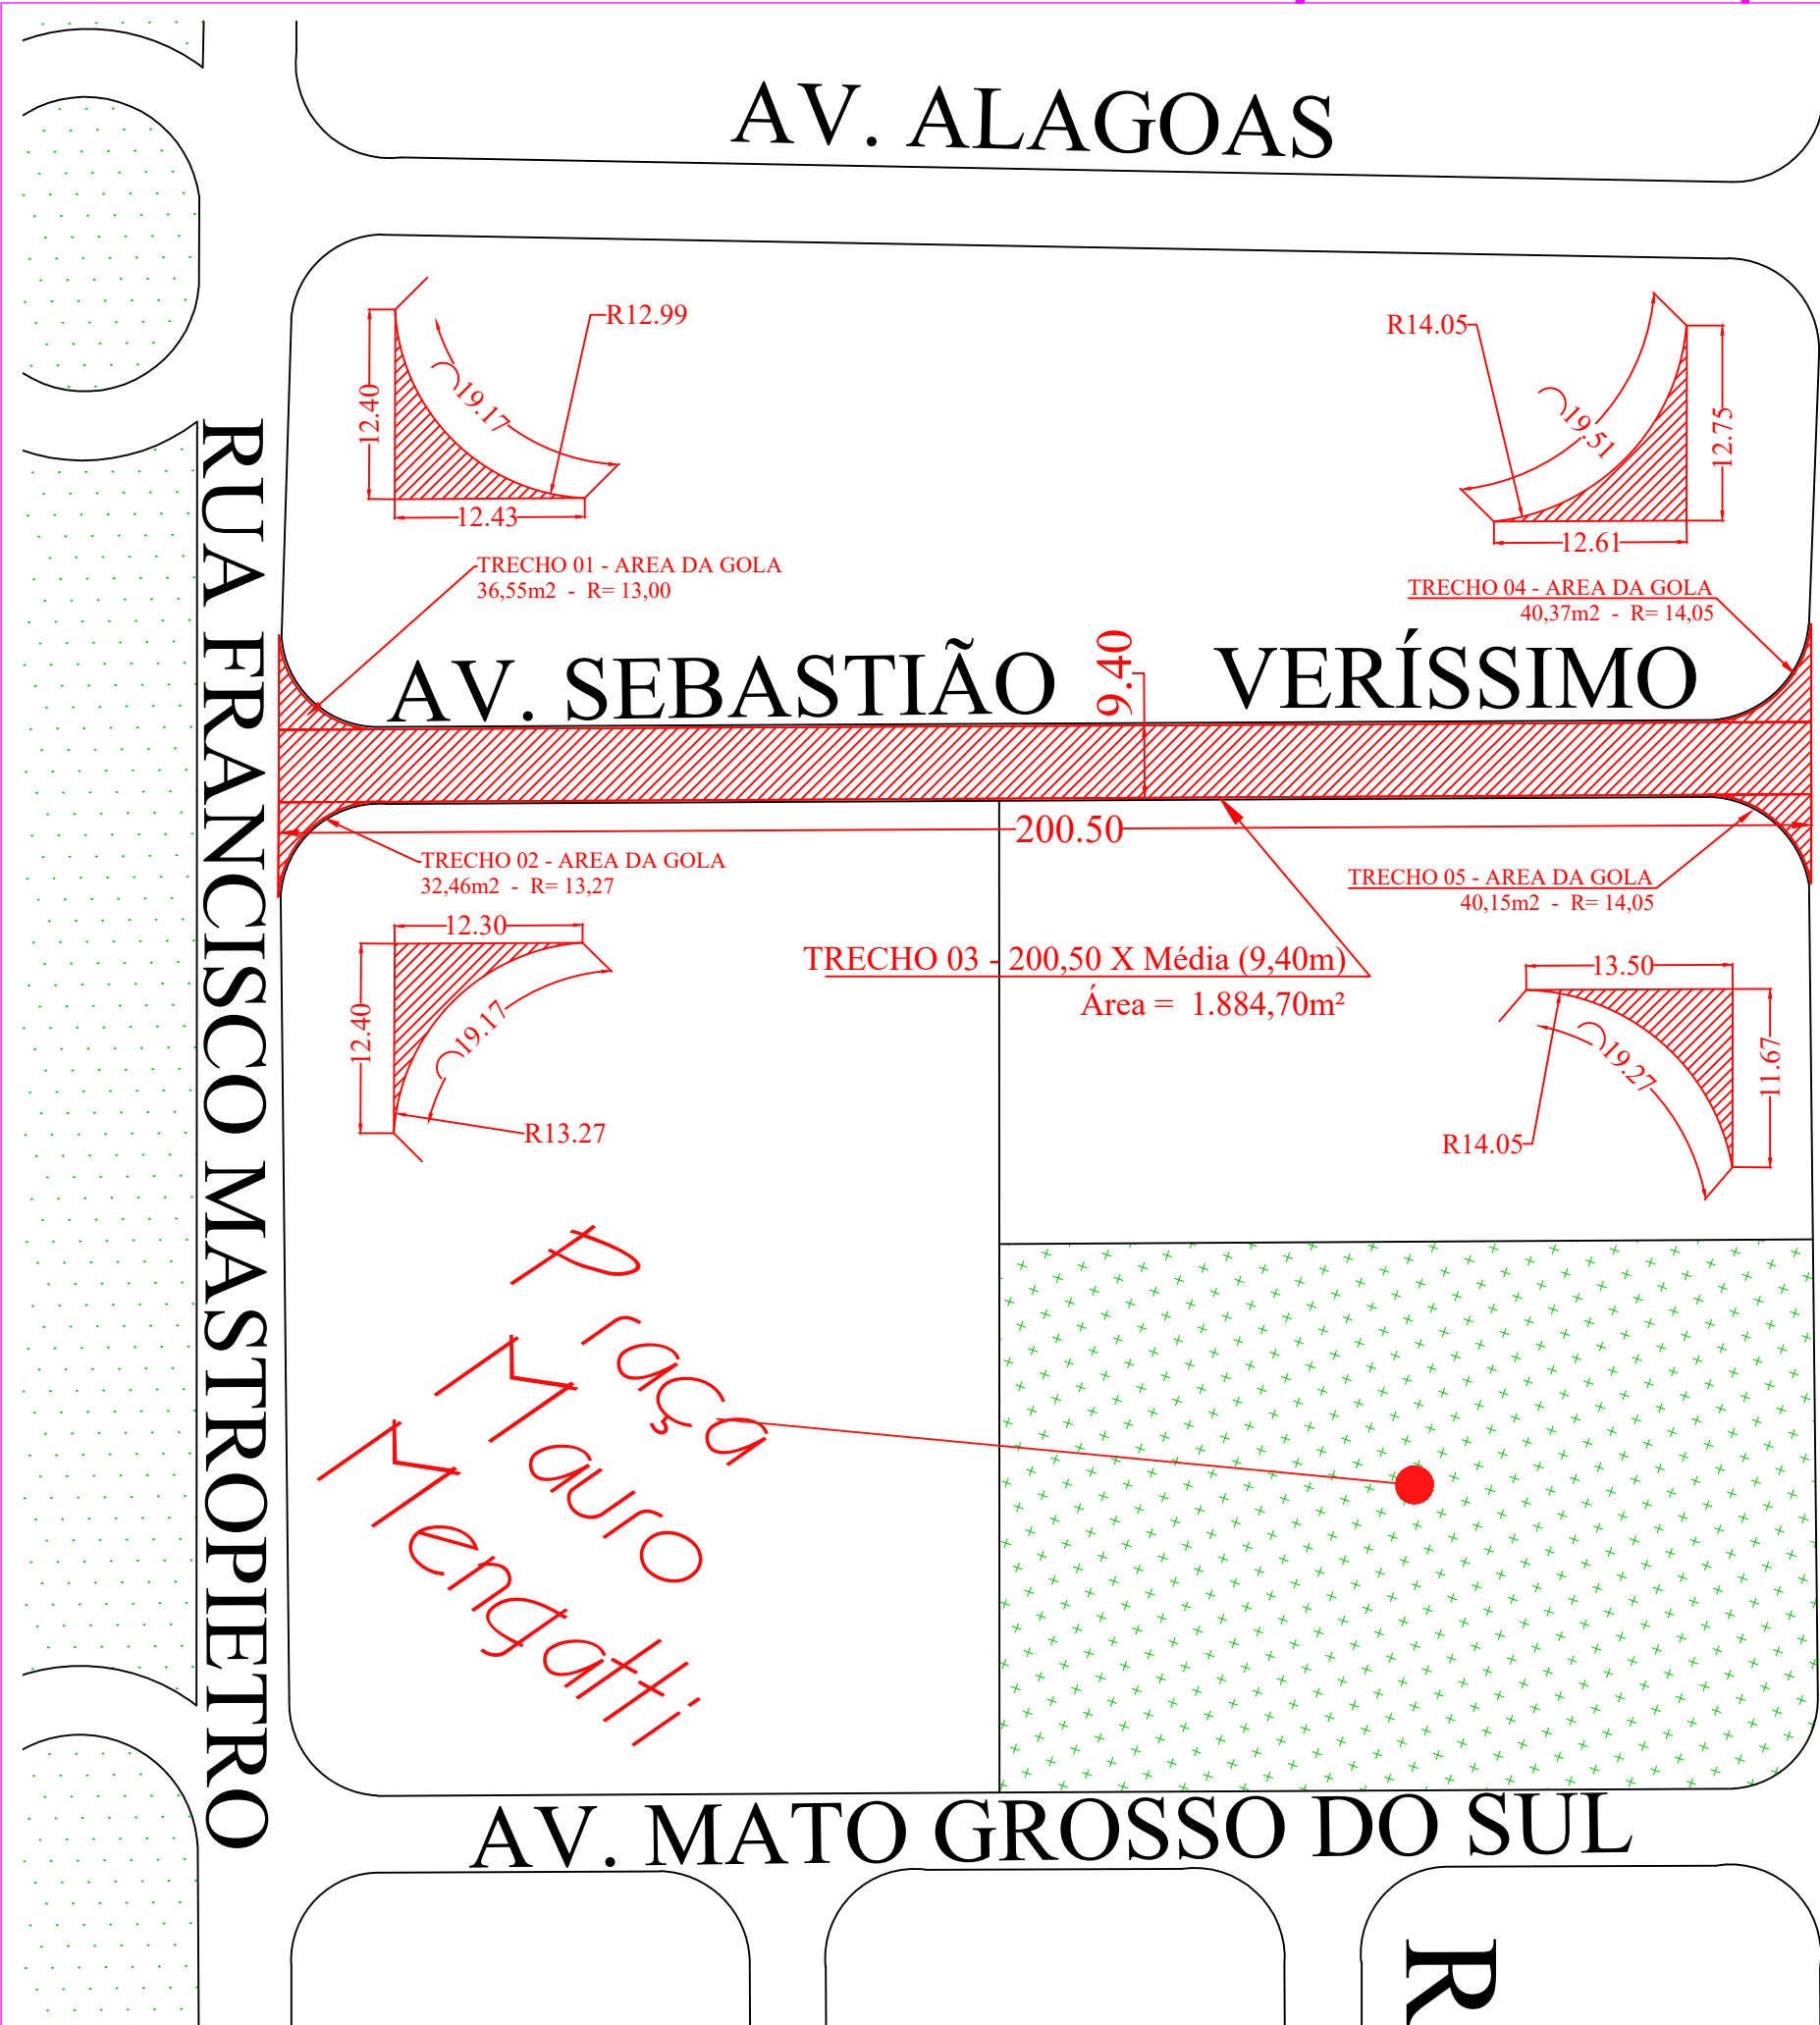 AV. ALAGOAS
R12.99
12.40
19.17
12.43
R14.05
19.51
12.75
12.61
TRECHO 01 - AREA DA GOLA
36,55m2 - R= 13,00
TRECHO 04 - AREA DA GOLA
40,37m2 - R= 14,05
RUA FRANCISCO MASTROPIETRO
AV. SEBASTIÃO VERÍSSIMO
9.40
200.50
TRECHO 02 - AREA DA GOLA
32,46m2 - R= 13,27
TRECHO 05 - AREA DA GOLA
40,15m2 - R= 14,05
12.30
12.40
19.17
R13.27
TRECHO 03 - 200,50 X Média (9,40m)
Área = 1.884,70m²
13.50
19.27
11.67
R14.05
Praça
Mauro
Mengatti
AV. MATO GROSSO DO SUL
R